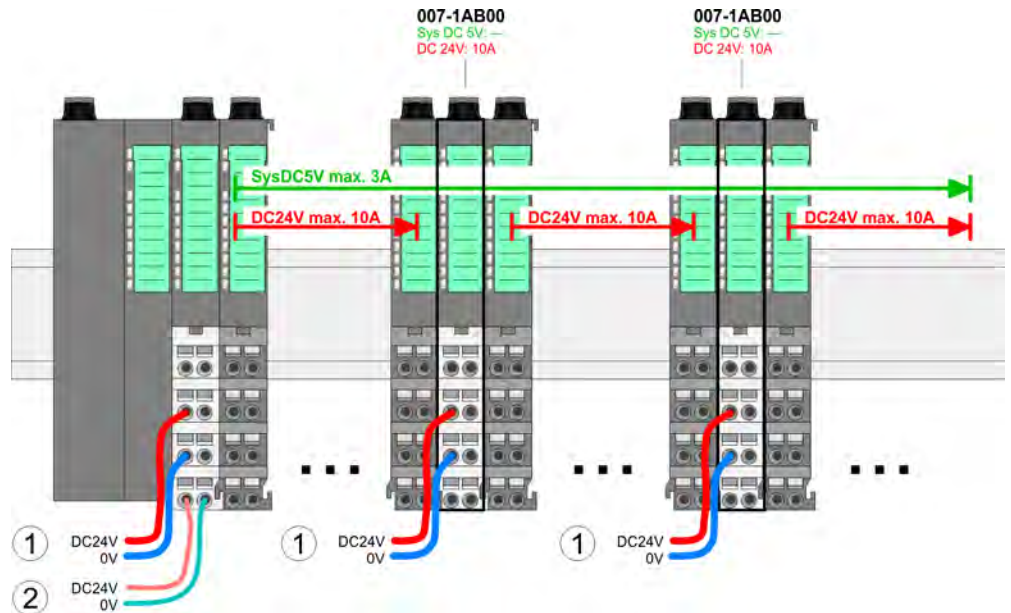 007-1AB00
Sys DC 5V: ---
DC 24V: 10A
007-1AB00
Sys DC 5V: ---
DC 24V: 10A
SysDC5V max. 3A
DC24V max. 10A
DC24V max. 10A
DC24V max. 10A
1
DC24V
0V
1
DC24V
0V
1
DC24V
0V
2
DC24V
0V